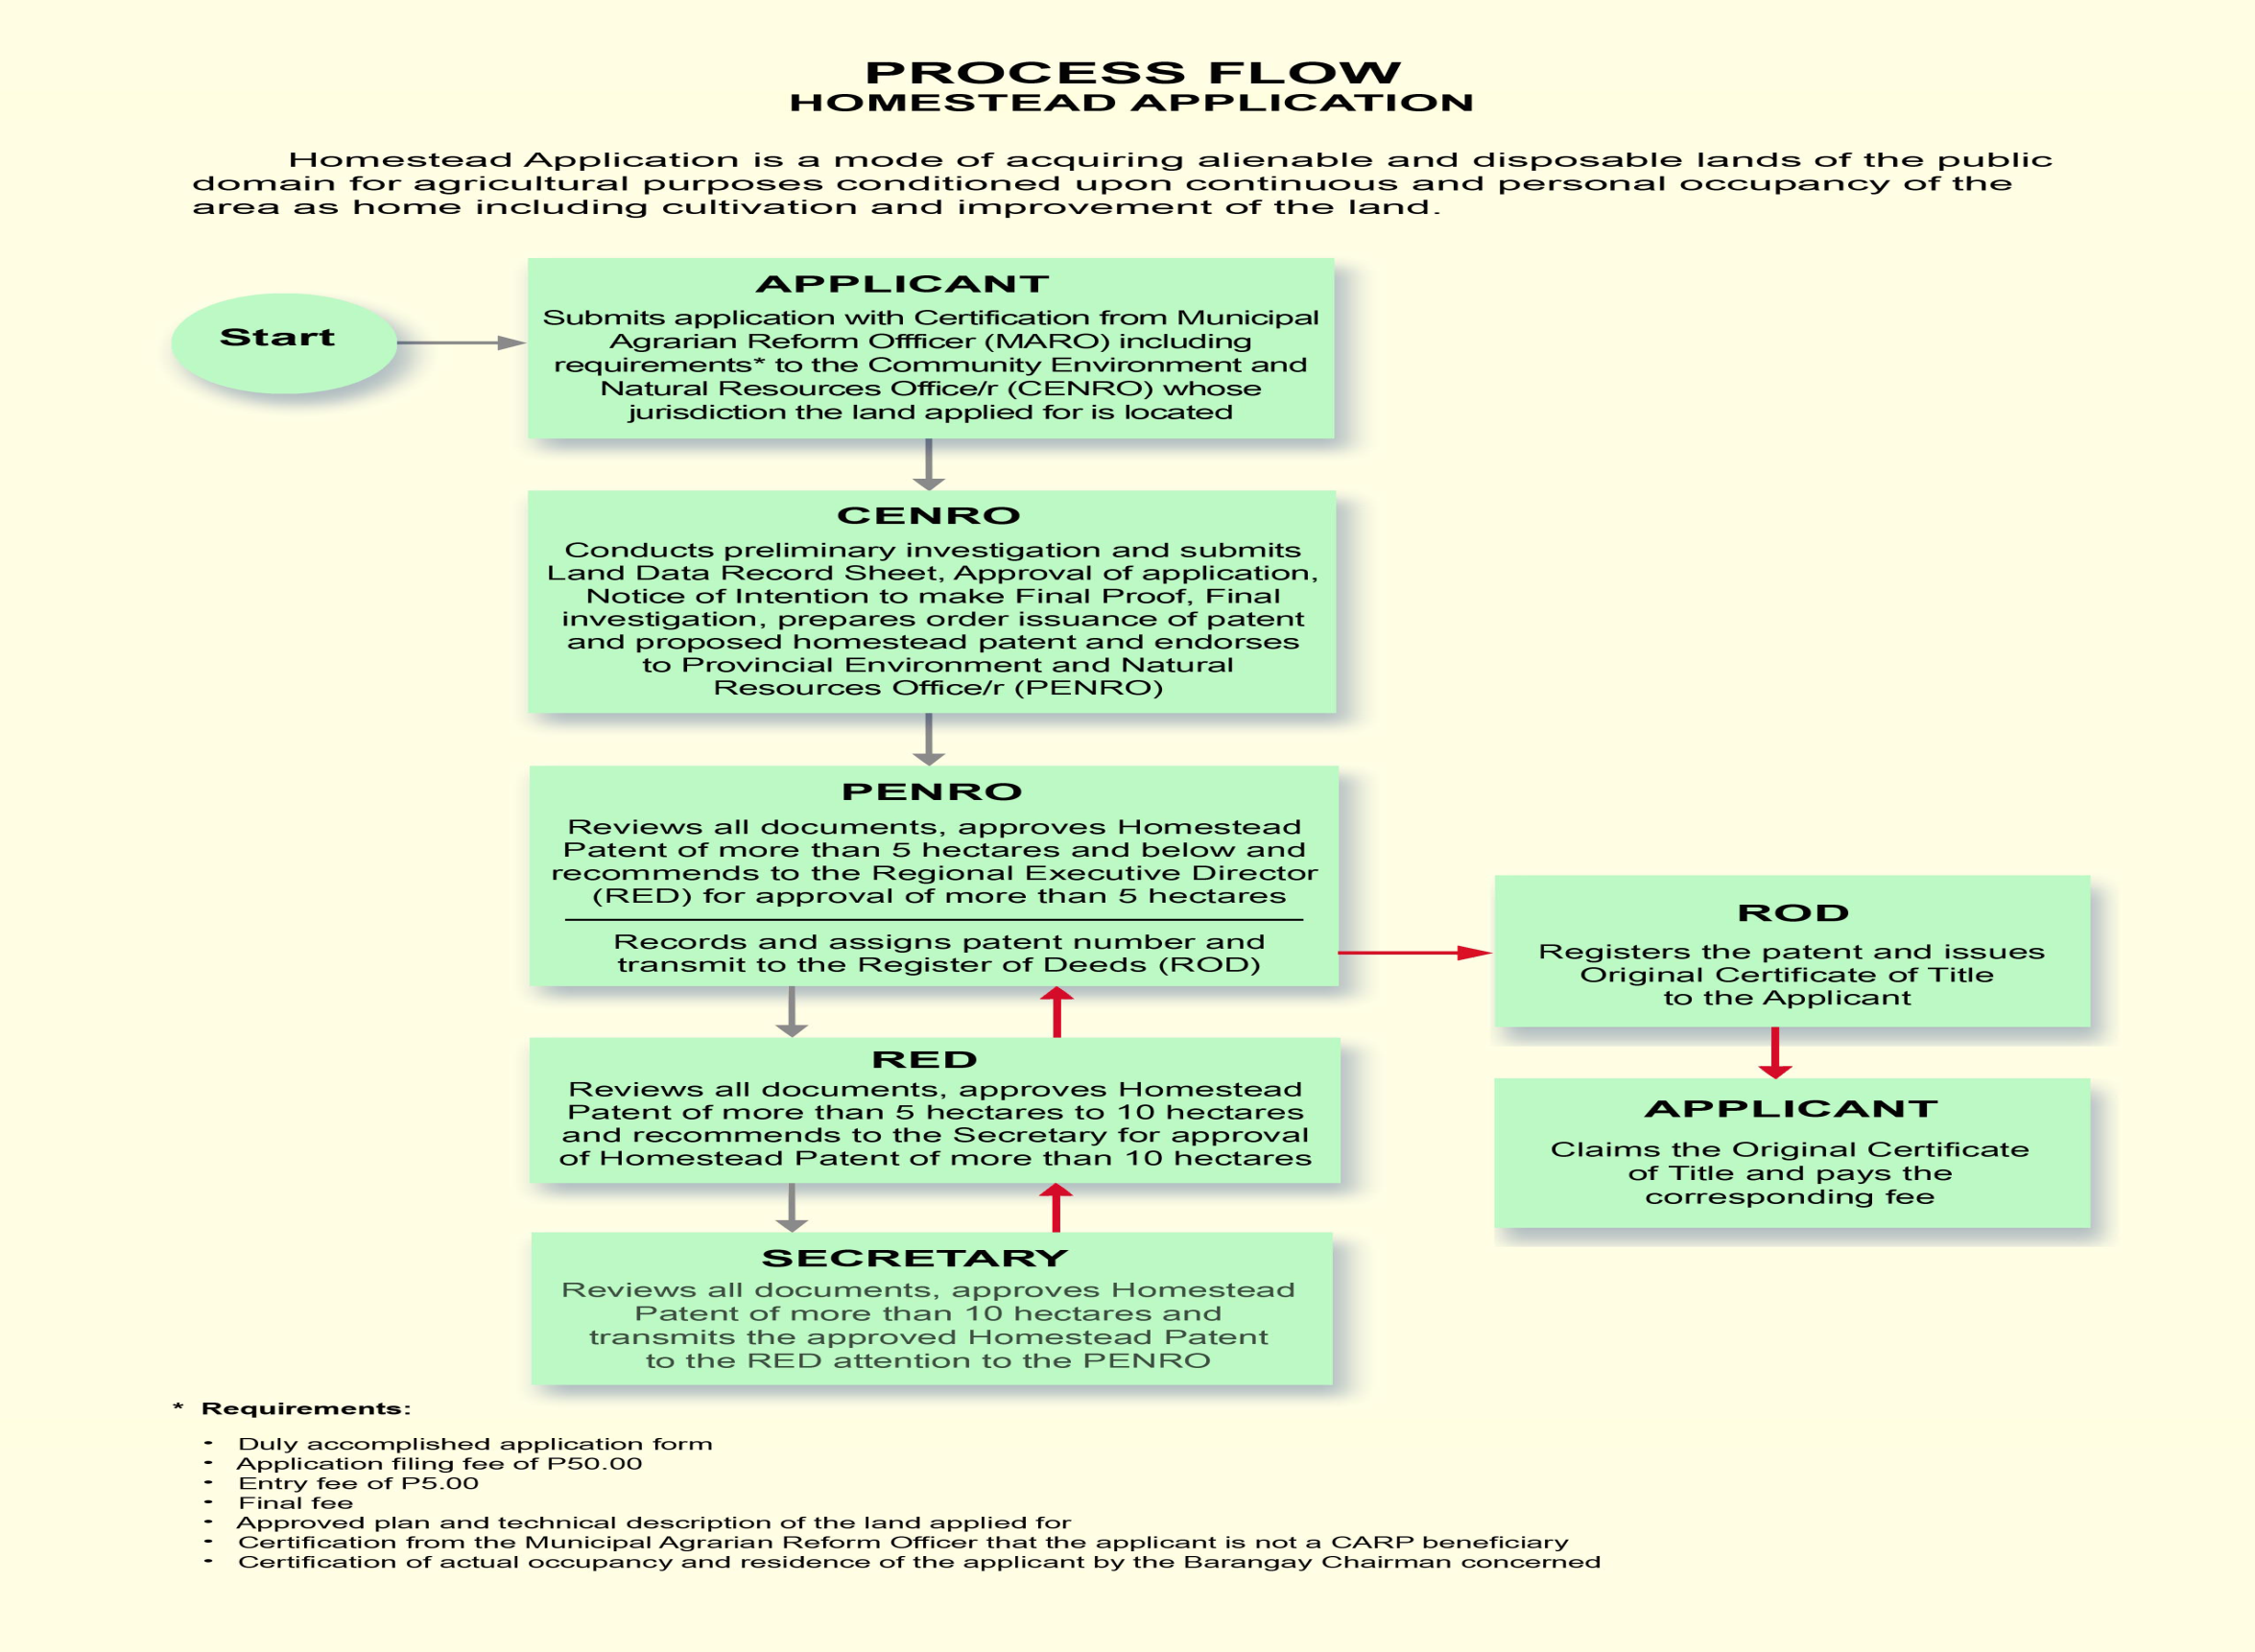 PROCESS FLOW
HOMESTEAD APPLICATION
Homestead Application is a mode of acquiring alienable and disposable lands of the public
domain for agricultural purposes conditioned upon continuous and personal occupancy of the
area as home including cultivation and improvement of the land.
Start
APPLICANT
Submits application with Certification from Municipal
Agrarian Reform Offficer (MARO) including
requirements* to the Community Environment and
Natural Resources Office/r (CENRO) whose
jurisdiction the land applied for is located
CENRO
Conducts preliminary investigation and submits
Land Data Record Sheet, Approval of application,
Notice of Intention to make Final Proof, Final
investigation, prepares order issuance of patent
and proposed homestead patent and endorses
to Provincial Environment and Natural
Resources Office/r (PENRO)
PENRO
Reviews all documents, approves Homestead
Patent of more than 5 hectares and below and
recommends to the Regional Executive Director
(RED) for approval of more than 5 hectares
Records and assigns patent number and
transmit to the Register of Deeds (ROD)
RED
Reviews all documents, approves Homestead
Patent of more than 5 hectares to 10 hectares
and recommends to the Secretary for approval
of Homestead Patent of more than 10 hectares
SECRETARY
Reviews all documents, approves Homestead
Patent of more than 10 hectares and
transmits the approved Homestead Patent
to the RED attention to the PENRO
ROD
Registers the patent and issues
Original Certificate of Title
to the Applicant
APPLICANT
Claims the Original Certificate
of Title and pays the
corresponding fee
* Requirements:
• Duly accomplished application form
• Application filing fee of P50.00
• Entry fee of P5.00
• Final fee
• Approved plan and technical description of the land applied for
• Certification from the Municipal Agrarian Reform Officer that the applicant is not a CARP beneficiary
• Certification of actual occupancy and residence of the applicant by the Barangay Chairman concerned